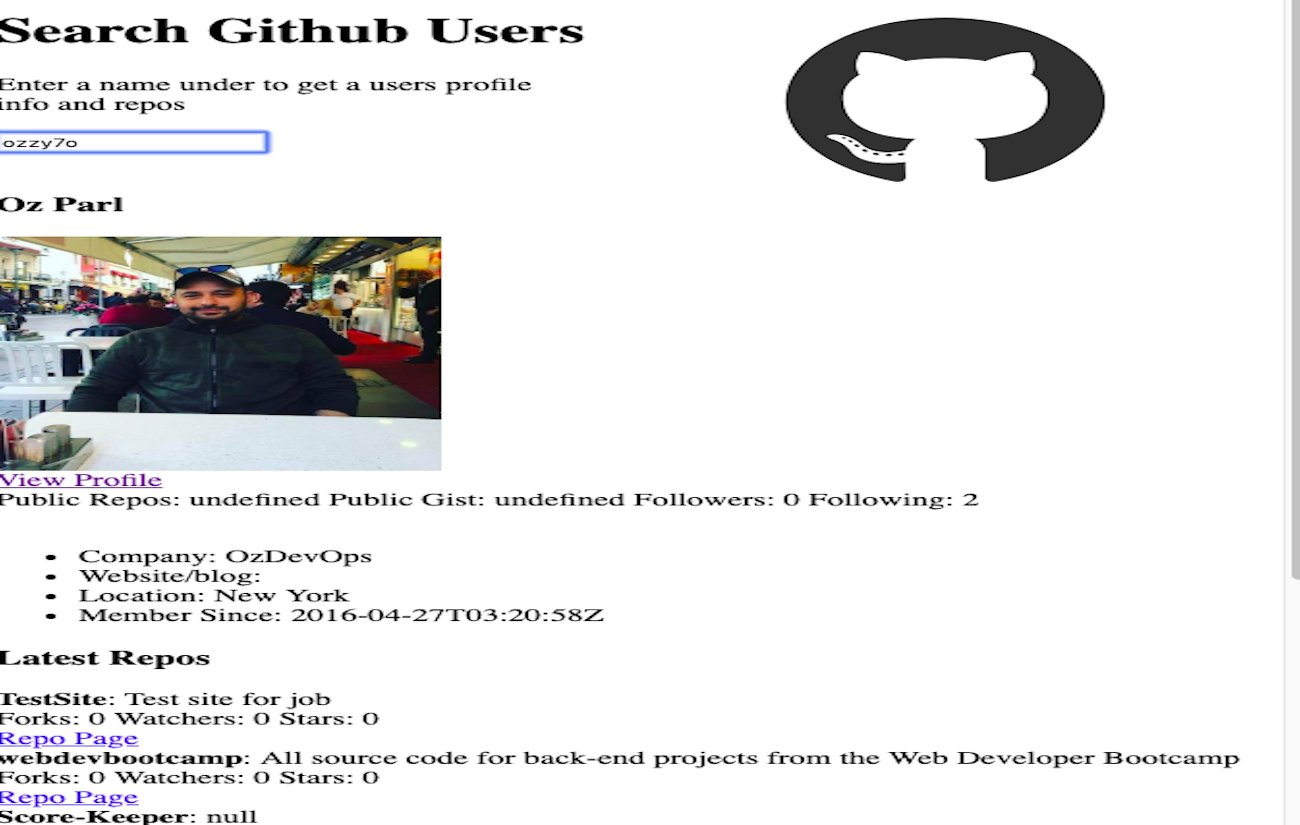 Search Github Users
Enter a name under to get a users profile
info and repos
ozzy7o
Oz Parl
View Profile
Public Repos: undefined Public Gist: undefined Followers: 0 Following: 2
Company: OzDevOps
Website/blog:
Location: New York
Member Since: 2016-04-27T03:20:58Z
Latest Repos
TestSite: Test site for job
Forks: 0 Watchers: 0 Stars: 0
Repo Page
webdevbootcamp: All source code for back-end projects from the Web Developer Bootcamp
Forks: 0 Watchers: 0 Stars: 0
Repo Page
Score-Keeper: null